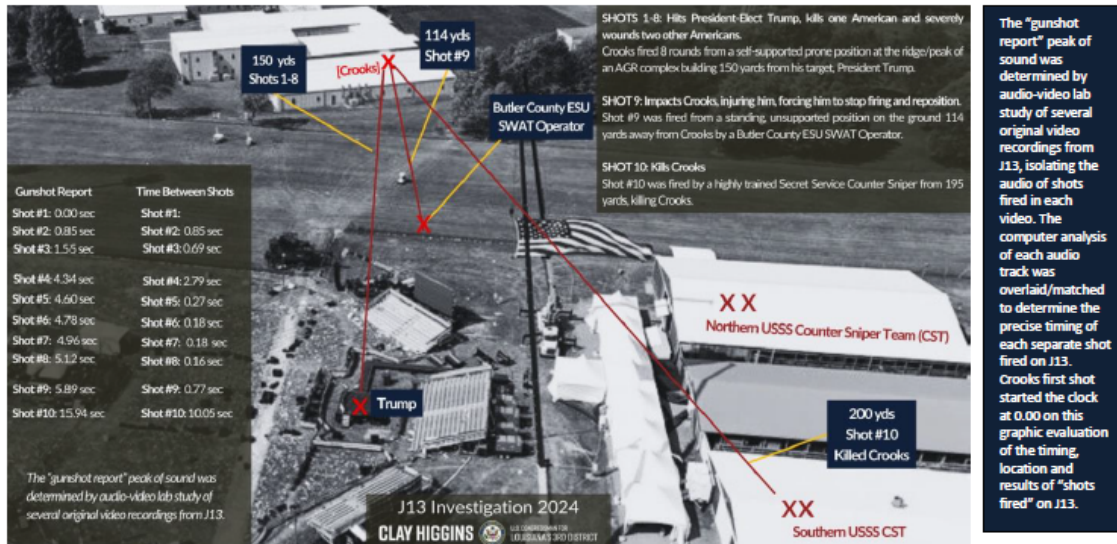 SHOTS 1-8: Hits President-Elect Trump, kills one American and severely
wounds two other Americans.
Crooks fired 8 rounds from a self-supported prone position at the ridge/peak of
an AGR complex building 150 yards from his target, President Trump.
SHOT 9: Impacts Crooks, injuring him, forcing him to stop firing and reposition.
Shot #9 was fired from a standing, unsupported position on the ground 114
yards away from Crooks by a Butler County ESU SWAT Operator.
SHOT 10: Kills Crooks
Shot #10 was fired by a highly trained Secret Service Counter Sniper from 195
yards, killing Crooks.
150 yds
Shots 1-8
[Crooks]
X
114 yds
Shot #9
Butler County ESU
SWAT Operator
X
Gunshot Report
Shot #1: 0.00 sec
Shot #2: 0.85 sec
Shot #3: 1.55 sec
Shot #4: 4.34 sec
Shot #5: 4.60 sec
Shot #6: 4.78 sec
Shot #7: 4.96 sec
Shot #8: 5.12 sec
Shot #9: 5.89 sec
Shot #10: 15.94 sec
Time Between Shots
Shot #1:
Shot #2: 0.85 sec
Shot #3: 0.69 sec
Shot #4: 2.79 sec
Shot #5: 0.27 sec
Shot #6: 0.18 sec
Shot #7: 0.18 sec
Shot #8: 0.16 sec
Shot #9: 0.77 sec
Shot #10: 10.05 sec
The "gunshot report" peak of sound was
determined by audio-video lab study of
several original video recordings from J13.
X
Trump
XX
Northern USSS Counter Sniper Team (CST)
200 yds
Shot #10
Killed Crooks
XX
Southern USSS CST
J13 Investigation 2024
CLAY HIGGINS
U.S. CONGRESSMAN FOR
LOUISIANA'S 3RD DISTRICT
The "gunshot
report" peak of
sound was
determined by
audio-video lab
study of several
original video
recordings from
J13, isolating the
audio of shots
fired in each
video. The
computer analysis
of each audio
track was
overlaid/matched
to determine the
precise timing of
each separate shot
fired on J13.
Crooks first shot
started the clock
at 0.00 on this
graphic evaluation
of the timing,
location and
results of "shots
fired" on J13.